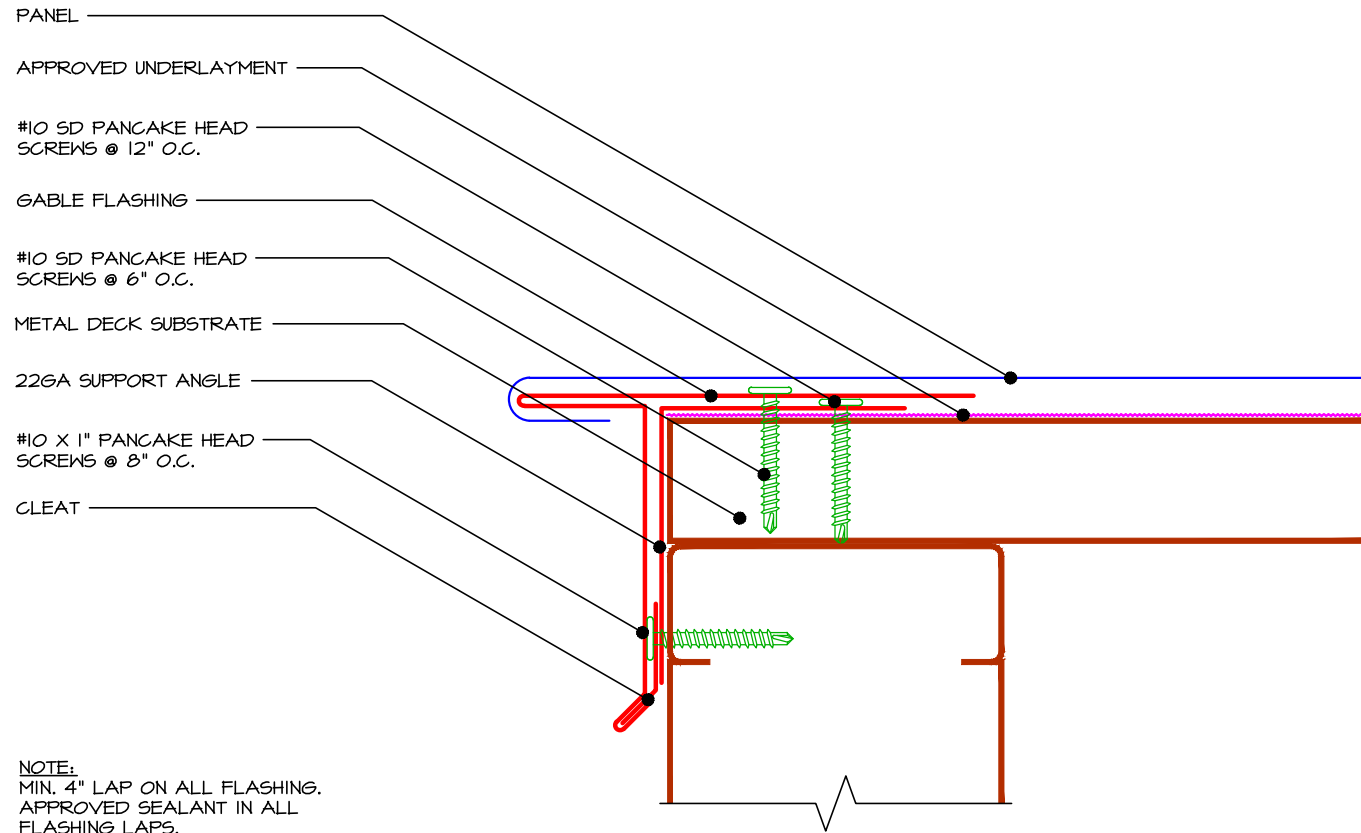 PANEL
APPROVED UNDERLAYMENT
#10 SD PANCAKE HEAD
SCREWS @ 12" O.C.
GABLE FLASHING
#10 SD PANCAKE HEAD
SCREWS @ 6" O.C.
METAL DECK SUBSTRATE
22GA SUPPORT ANGLE
#10 X 1" PANCAKE HEAD
SCREWS @ 8" O.C.
CLEAT
NOTE:
MIN. 4" LAP ON ALL FLASHING.
APPROVED SEALANT IN ALL
FLASHING LAPS.